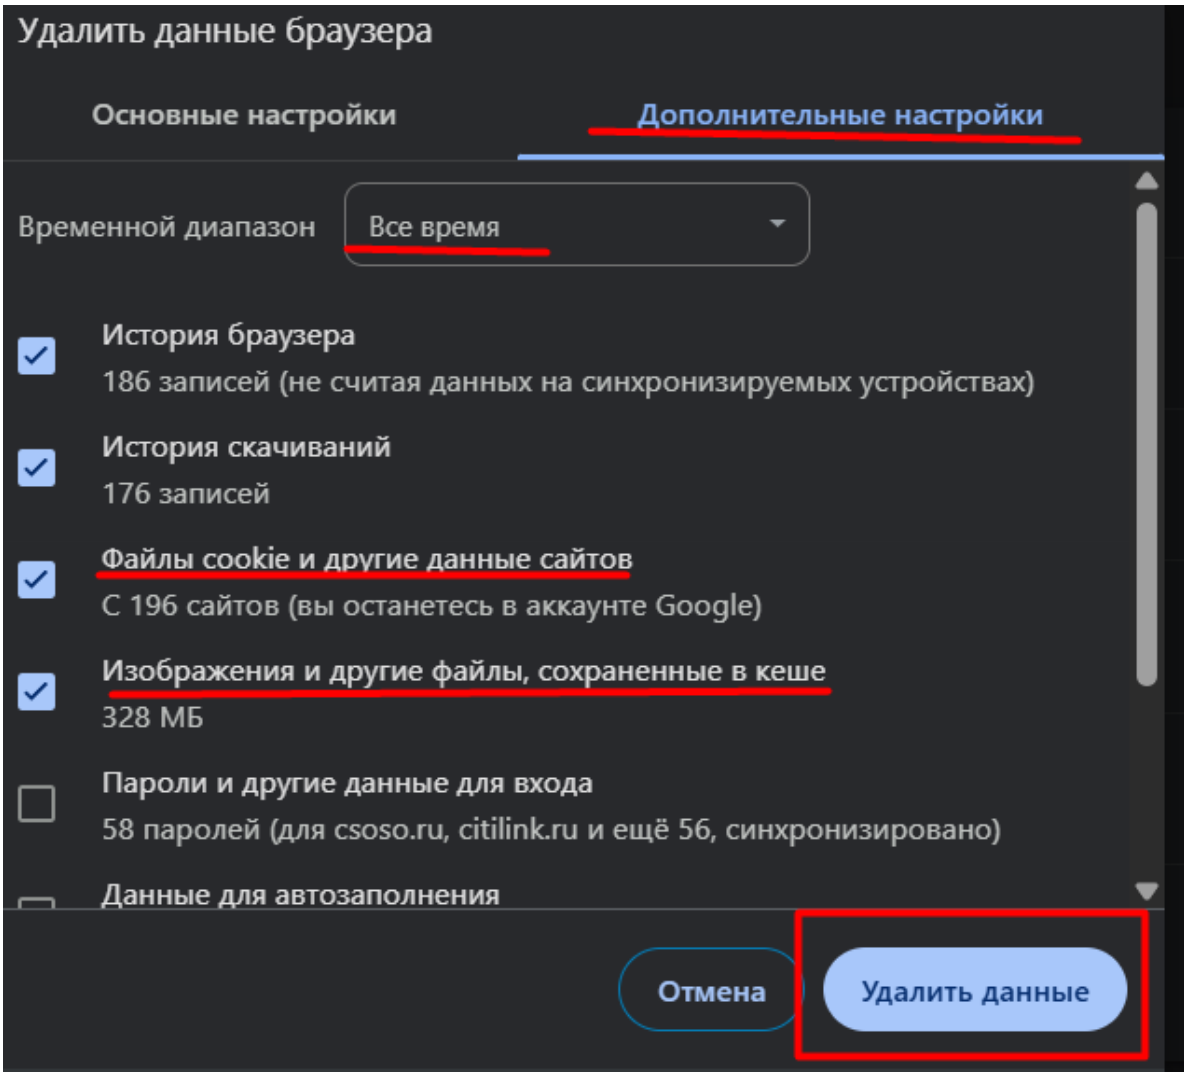 Удалить данные браузера
Основные настройки
Дополнительные настройки
Временной диапазон
Все время
История браузера
186 записей (не считая данных на синхронизируемых устройствах)
История скачиваний
176 записей
Файлы cookie и другие данные сайтов
С 196 сайтов (вы останетесь в аккаунте Google)
Изображения и другие файлы, сохраненные в кеше
328 МБ
Пароли и другие данные для входа
58 паролей (для csoso.ru, citilink.ru и ещё 56, синхронизировано)
Данные для автозаполнения
Отмена
Удалить данные